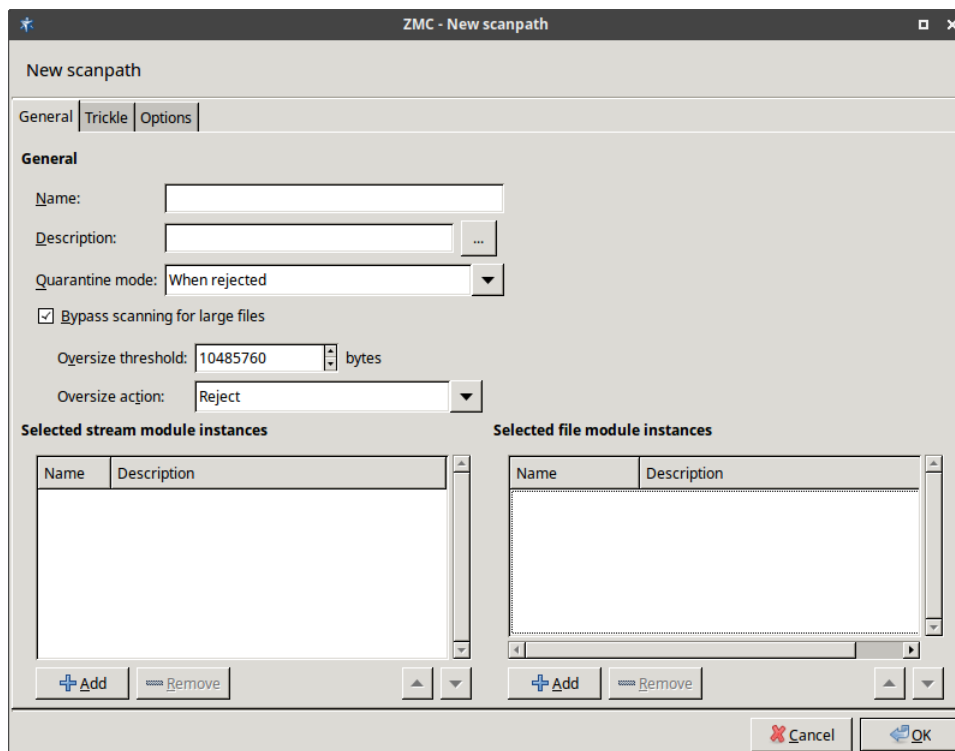 ZMC - New scanpath
New scanpath
General Trickle Options
General
Name:
Description: ...
Quarantine mode: When rejected
Bypass scanning for large files
Oversize threshold: 10485760 bytes
Oversize action: Reject
Selected stream module instances
Name Description
Add Remove
Selected file module instances
Name Description
Add Remove
Cancel OK